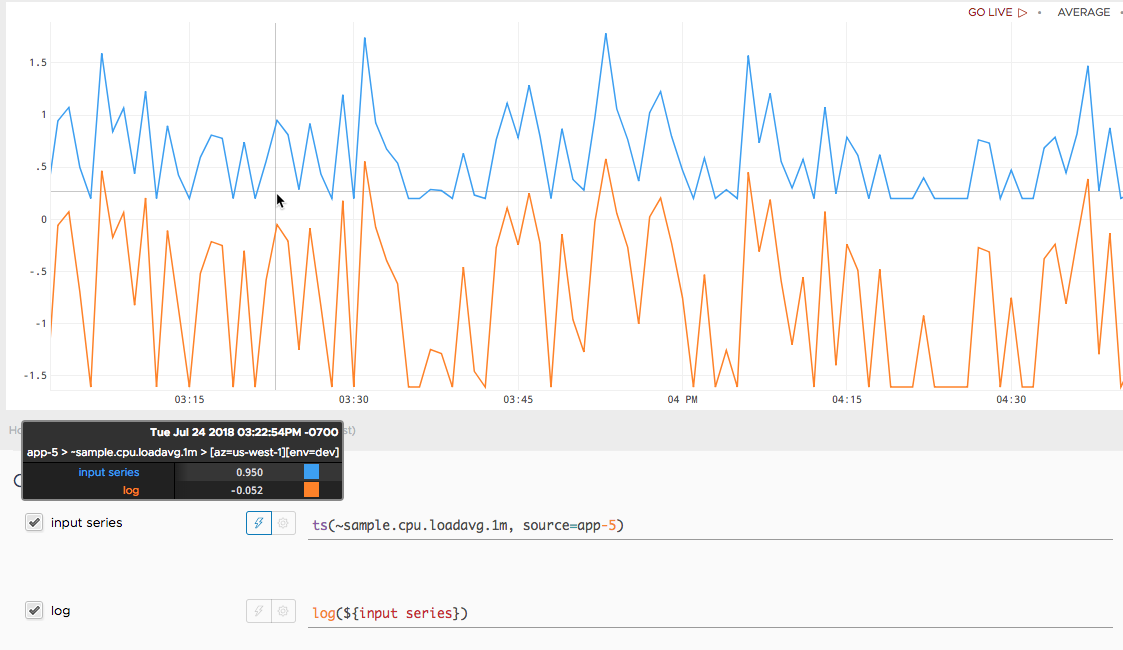 GO LIVE ▷ • AVERAGE •
1.5
1
.5
0
-.5
-1
-1.5
03:15 03:30 03:45 04 PM 04:15 04:30
Tue Jul 24 2018 03:22:54PM -0700
app-5 > ~sample.cpu.loadavg.1m > [az=us-west-1][env=dev]
input series 0.950
log -0.052
input series ts(~sample.cpu.loadavg.1m, source=app-5)
log log(${input series})